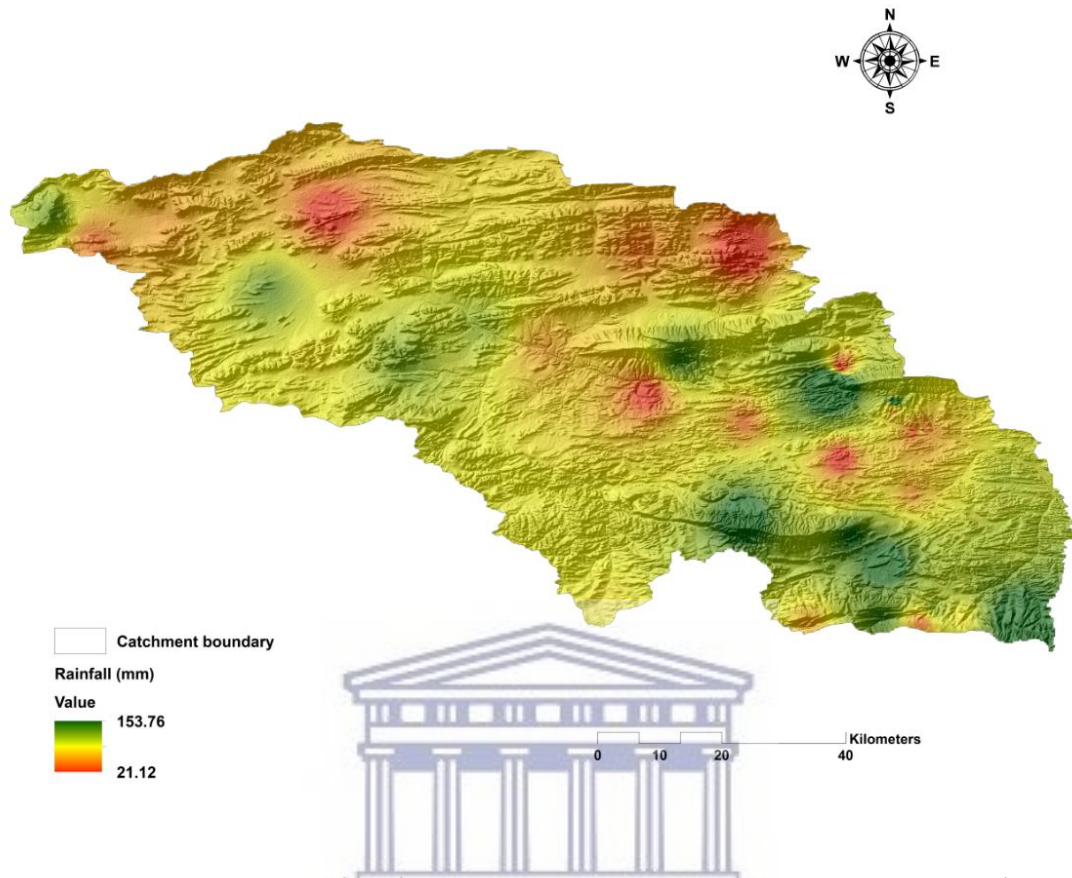 N
W E
S
Catchment boundary
Rainfall (mm)
Value
153.76
21.12
Kilometers
0 10 20 40